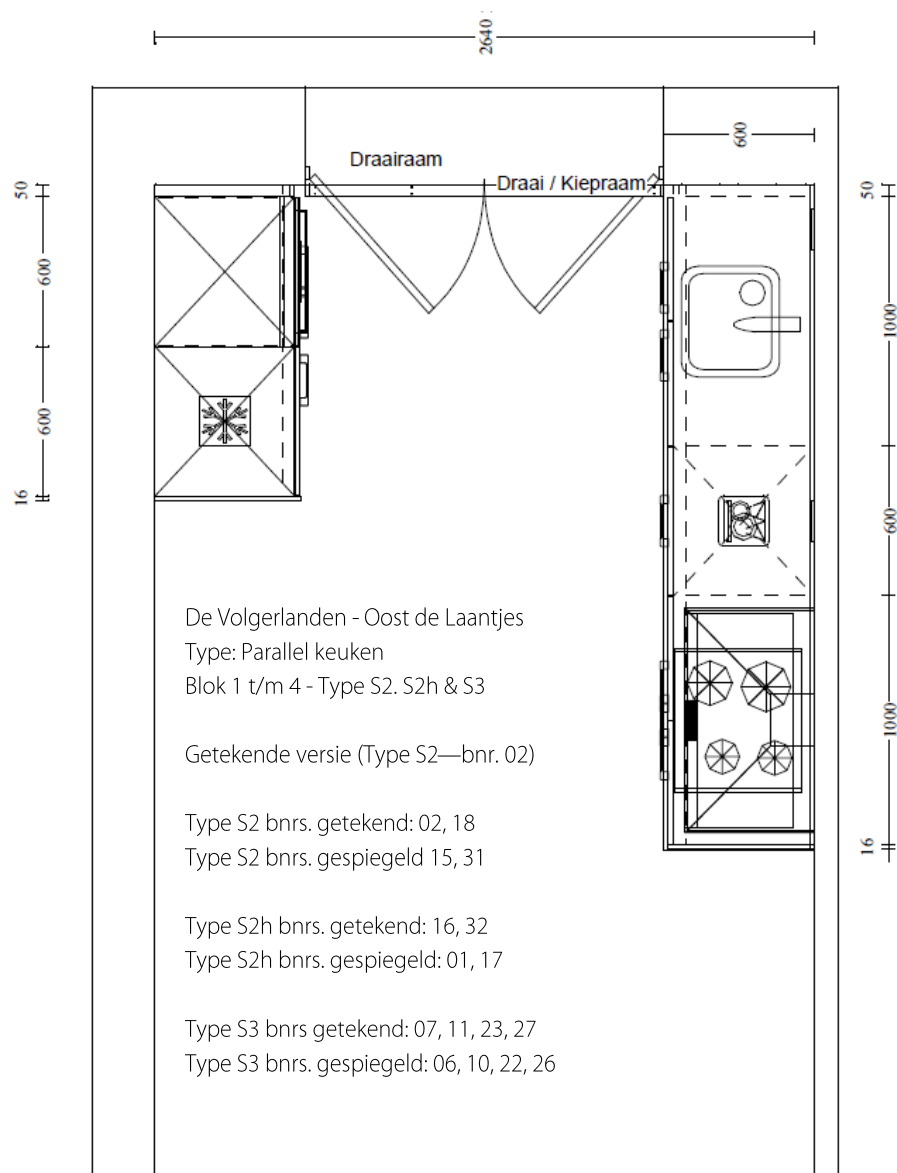 2640
600
Draairaam
Draai / Kiepraam
50
600
600
16
50
1000
600
1000
16
De Volgerlanden - Oost de Laantjes
Type: Parallel keuken
Blok 1 t/m 4 - Type S2. S2h & S3
Getekende versie (Type S2—bnr. 02)
Type S2 bnrs. getekend: 02, 18
Type S2 bnrs. gespiegeld 15, 31
Type S2h bnrs. getekend: 16, 32
Type S2h bnrs. gespiegeld: 01, 17
Type S3 bnrs getekend: 07, 11, 23, 27
Type S3 bnrs. gespiegeld: 06, 10, 22, 26